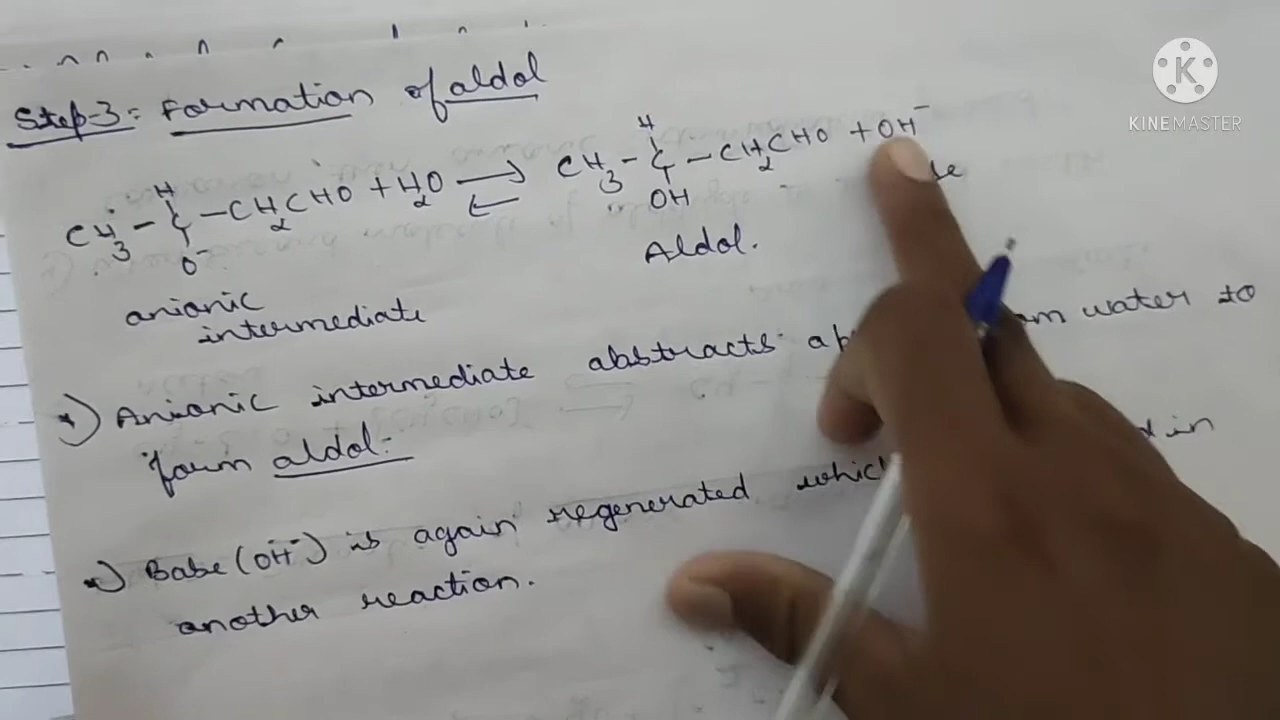 Step-3: Formation of aldol
H H
CH3 - C - CH2CHO + H2O ⇌ CH3 - C - CH2CHO + OH⁻
O⁻ OH
Aldol.
anionic
intermediate
*) Anionic intermediate abstracts water to
form aldol:-
*) Base (OH⁻) is again regenerated in
another reaction.
KINEMASTER